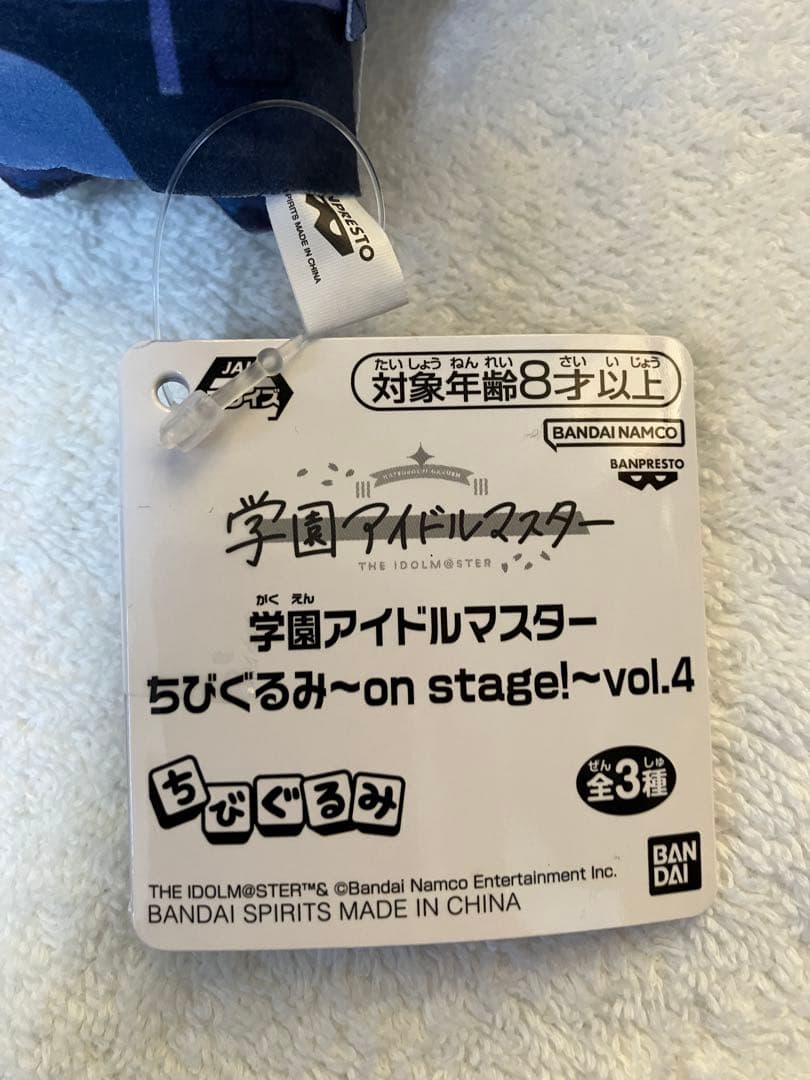 BANPRESTO
SPIRITS MADE IN CHINA
たいしょう ねん れい さい い じょう
対象年齢8才以上
BANDAI NAMCO
BANPRESTO
学園アイドルマスター
THE IDOLM@STER
がく えん
学園アイドルマスター
ちびぐるみ~on stage!~vol.4
ちびぐるみ
ぜん しゅ
全3種
BAN
DAI
THE IDOLM@STER™& ©Bandai Namco Entertainment Inc.
BANDAI SPIRITS MADE IN CHINA